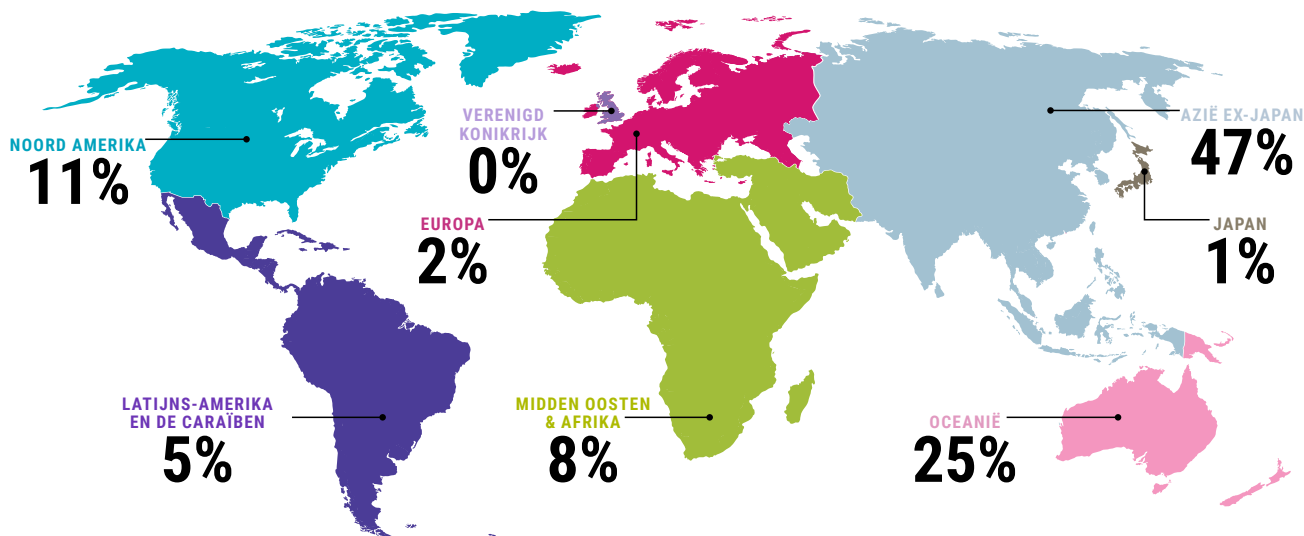 NOORD AMERIKA
11%
VERENIGD
KONIKRIJK
0%
EUROPA
2%
AZIË EX-JAPAN
47%
JAPAN
1%
LATIJNS-AMERIKA
EN DE CARAÏBEN
5%
MIDDEN OOSTEN
& AFRIKA
8%
OCEANIË
25%